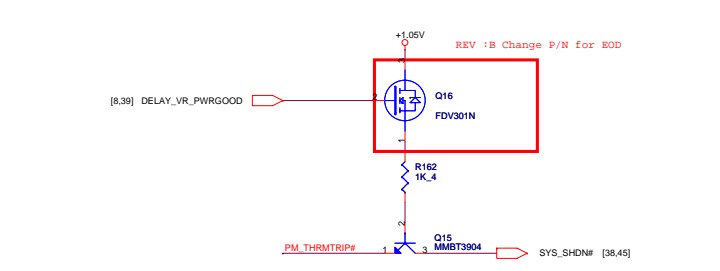 +1.05V
REV :B Change P/N for EOD
3
[8,39] DELAY_VR_PWRGOOD
2
Q16
FDV301N
1
R162
1K_4
2
Q15
MMBT3904
PM_THRMTRIP#
1
3
SYS_SHDN# [38,45]